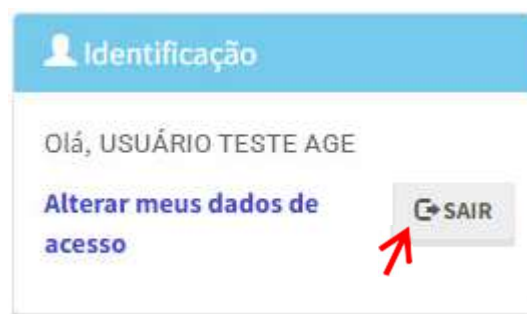 Identificação
Olá, USUÁRIO TESTE AGE
Alterar meus dados de
acesso
SAIR